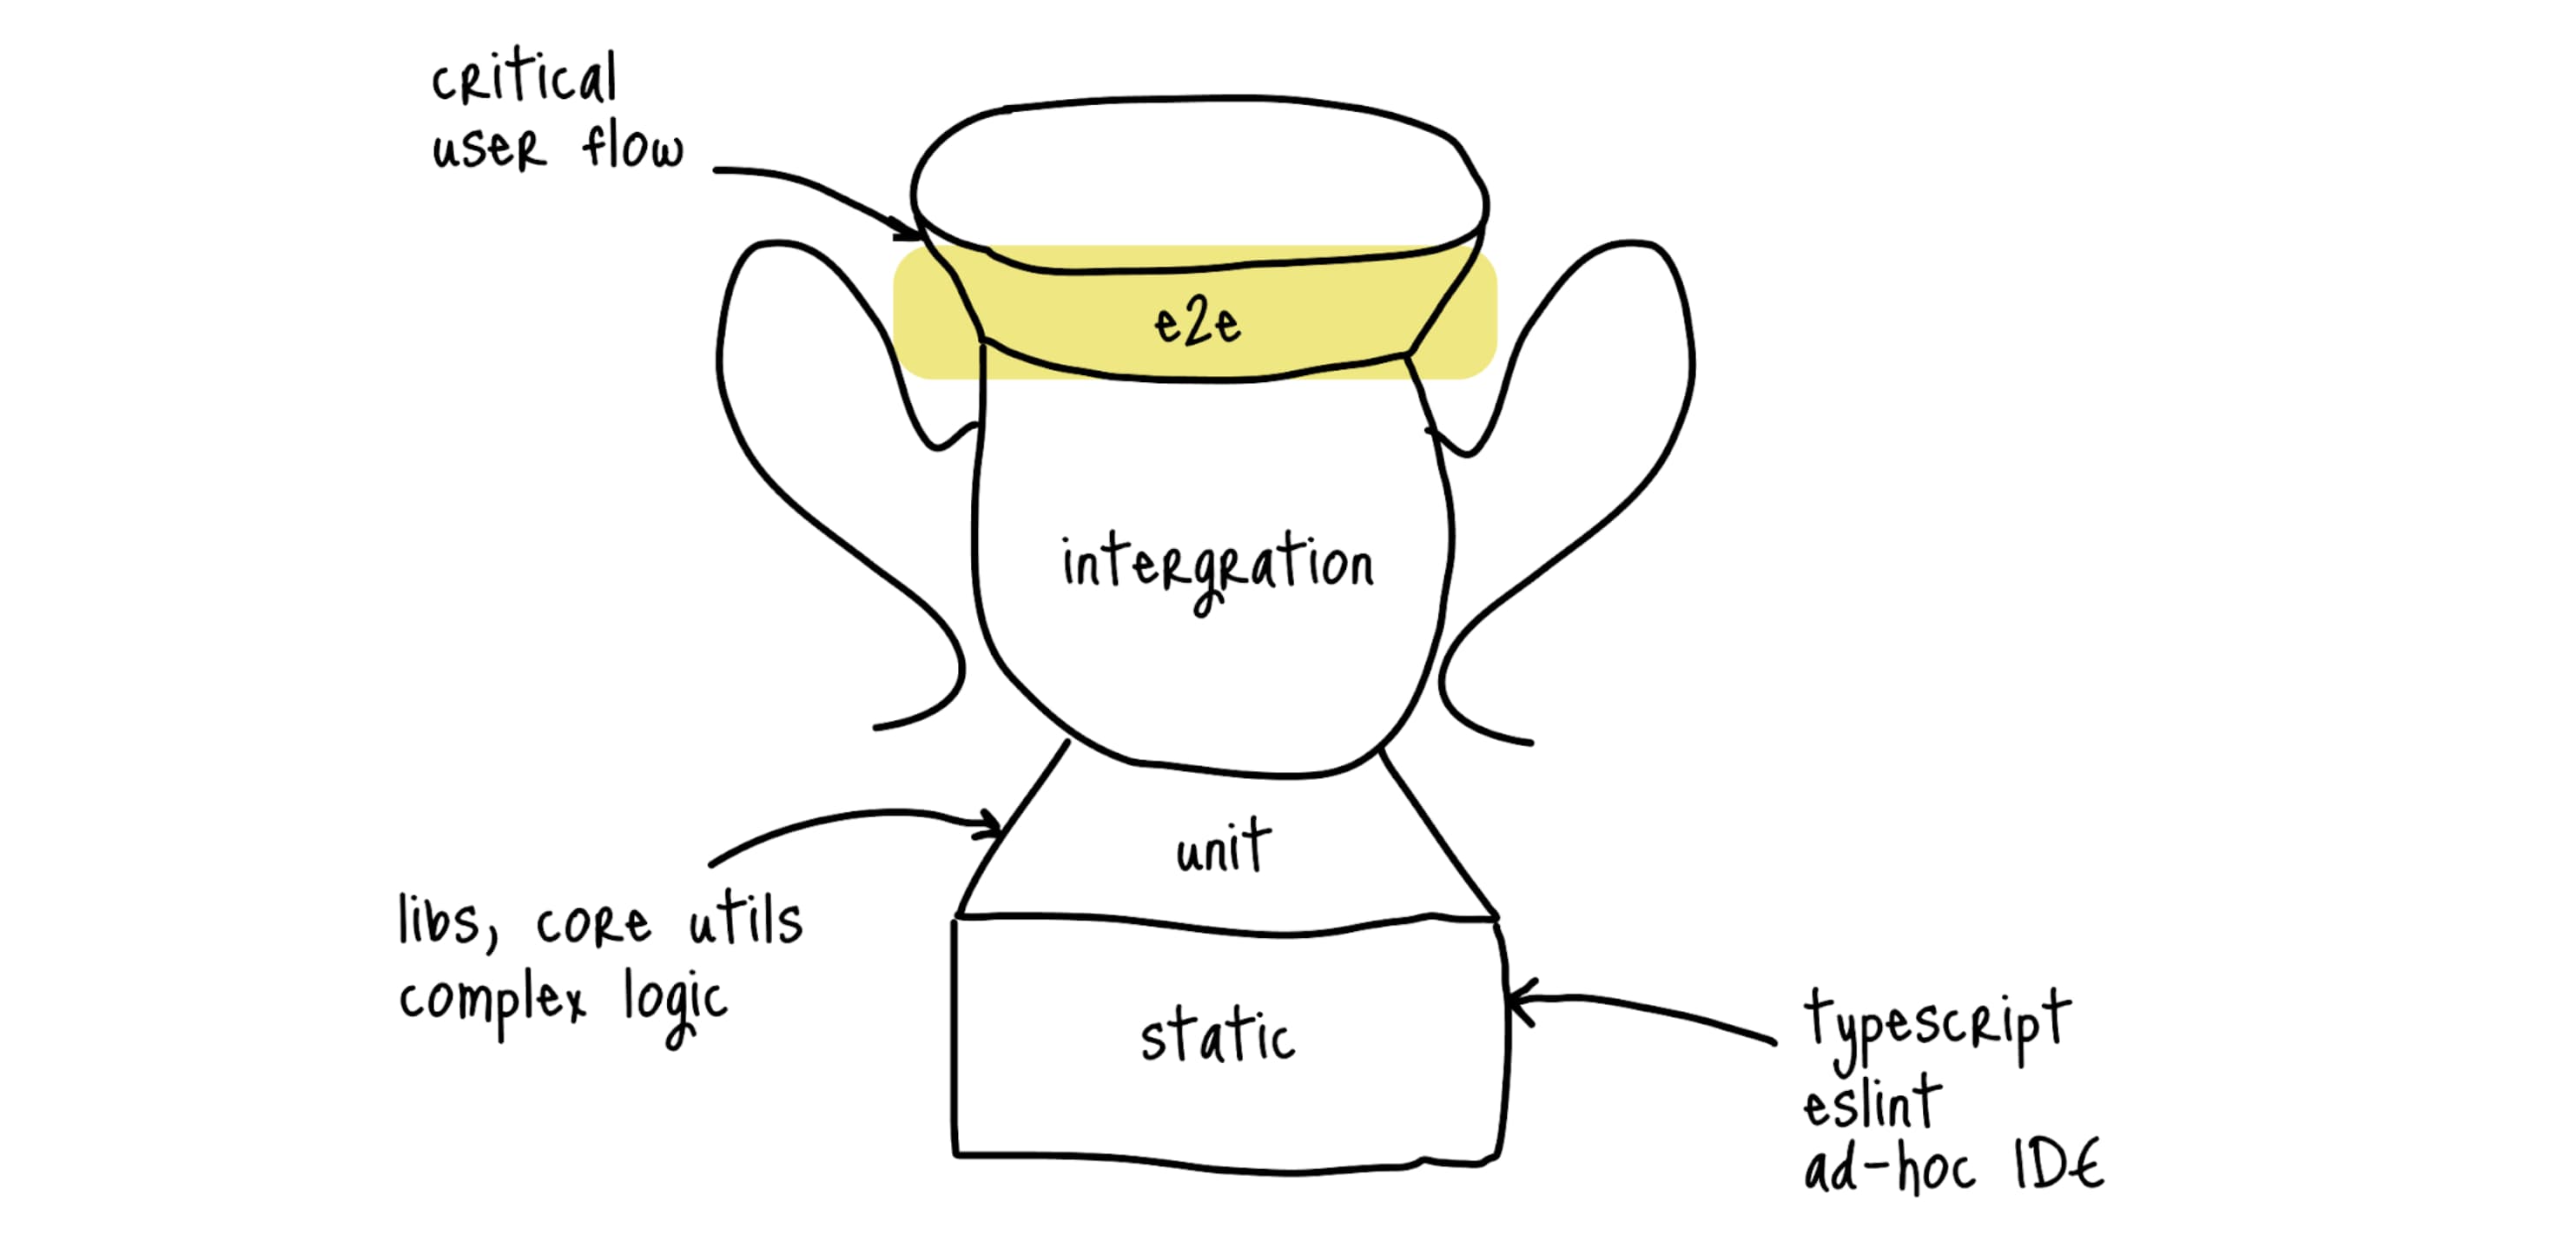 critical
user flow
e2e
intergration
unit
libs, core utils
complex logic
static
typescript
eslint
ad-hoc IDE